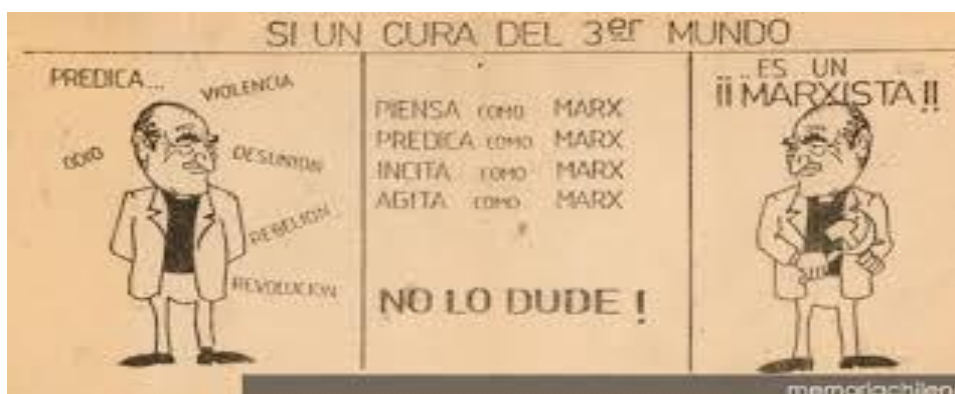 SI UN CURA DEL 3er MUNDO
PREDICA...
VIOLENCIA
ODIO
DESUNION
REBELION...
REVOLUCION
PIENSA COMO MARX
PREDICA COMO MARX
INCITA COMO MARX
AGITA COMO MARX
NO LO DUDE!
..ES UN
¡¡MARXISTA!!
memoriachilen